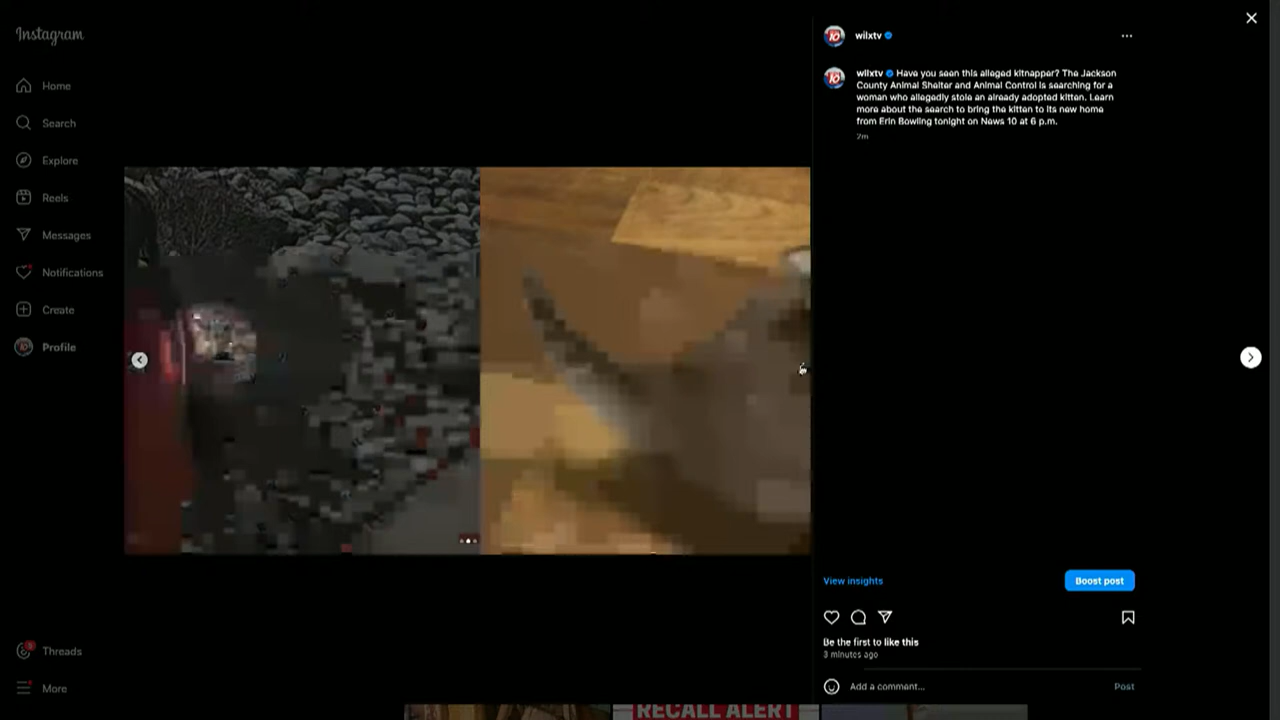 Instagram
Home
Search
Explore
Reels
Messages
Notifications
Create
Profile
Threads
More
wilxtv
wilxtv Have you seen this alleged kitnapper? The Jackson
County Animal Shelter and Animal Control is searching for a
woman who allegedly stole an already adopted kitten. Learn
more about the search to bring the kitten to its new home
from Erin Bowling tonight on News 10 at 6 p.m.
2m
View insights
Boost post
Be the first to like this
3 minutes ago
Add a comment...
Post
RECALL ALERT